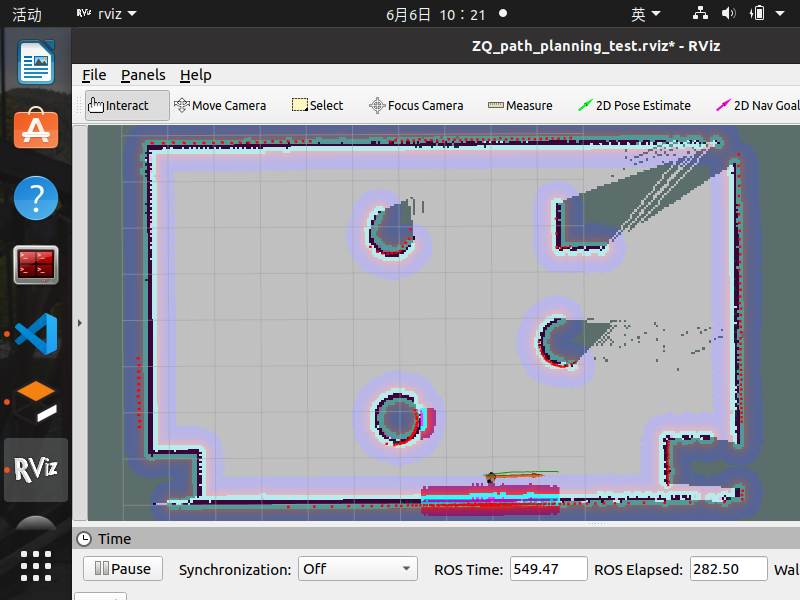 活动 RViz rviz 6月6日 10：21 英
ZQ_path_planning_test.rviz* - RViz
File Panels Help
Interact Move Camera Select Focus Camera Measure 2D Pose Estimate 2D Nav Goal
RViz
Time
Pause Synchronization: Off ROS Time: 549.47 ROS Elapsed: 282.50 Wal